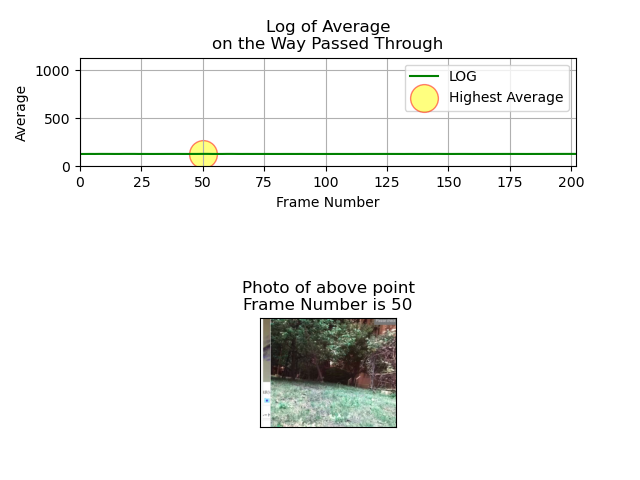 Log of Average
on the Way Passed Through
1000
500
0
Average
LOG
Highest Average
0 25 50 75 100 125 150 175 200
Frame Number
Photo of above point
Frame Number is 50